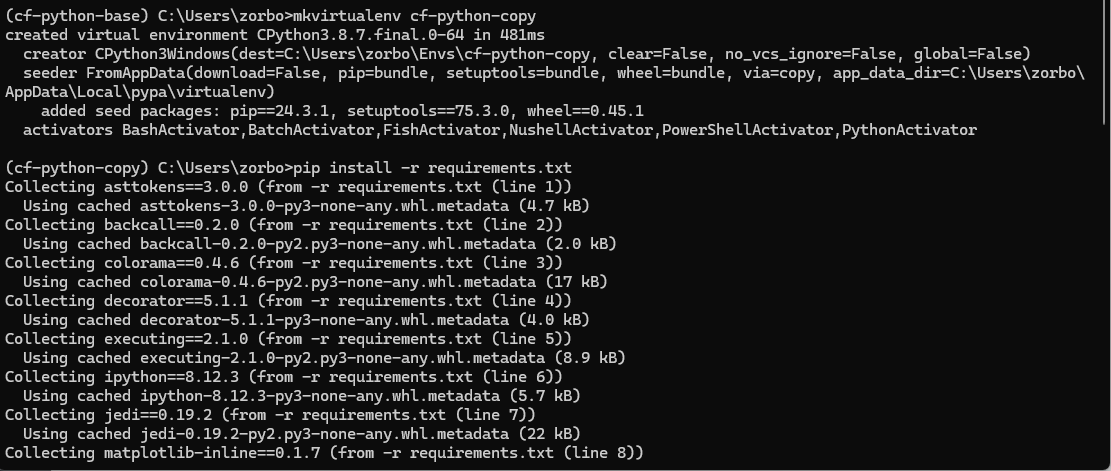 (cf-python-base) C:\Users\zorbo>mkvirtualenv cf-python-copy
created virtual environment CPython3.8.7.final.0-64 in 481ms
  creator CPython3Windows(dest=C:\Users\zorbo\Envs\cf-python-copy, clear=False, no_vcs_ignore=False, global=False)
  seeder FromAppData(download=False, pip=bundle, setuptools=bundle, wheel=bundle, via=copy, app_data_dir=C:\Users\zorbo\
AppData\Local\pypa\virtualenv)
    added seed packages: pip==24.3.1, setuptools==75.3.0, wheel==0.45.1
  activators BashActivator,BatchActivator,FishActivator,NushellActivator,PowerShellActivator,PythonActivator
(cf-python-copy) C:\Users\zorbo>pip install -r requirements.txt
Collecting asttokens==3.0.0 (from -r requirements.txt (line 1))
  Using cached asttokens-3.0.0-py3-none-any.whl.metadata (4.7 kB)
Collecting backcall==0.2.0 (from -r requirements.txt (line 2))
  Using cached backcall-0.2.0-py2.py3-none-any.whl.metadata (2.0 kB)
Collecting colorama==0.4.6 (from -r requirements.txt (line 3))
  Using cached colorama-0.4.6-py2.py3-none-any.whl.metadata (17 kB)
Collecting decorator==5.1.1 (from -r requirements.txt (line 4))
  Using cached decorator-5.1.1-py3-none-any.whl.metadata (4.0 kB)
Collecting executing==2.1.0 (from -r requirements.txt (line 5))
  Using cached executing-2.1.0-py2.py3-none-any.whl.metadata (8.9 kB)
Collecting ipython==8.12.3 (from -r requirements.txt (line 6))
  Using cached ipython-8.12.3-py3-none-any.whl.metadata (5.7 kB)
Collecting jedi==0.19.2 (from -r requirements.txt (line 7))
  Using cached jedi-0.19.2-py2.py3-none-any.whl.metadata (22 kB)
Collecting matplotlib-inline==0.1.7 (from -r requirements.txt (line 8))